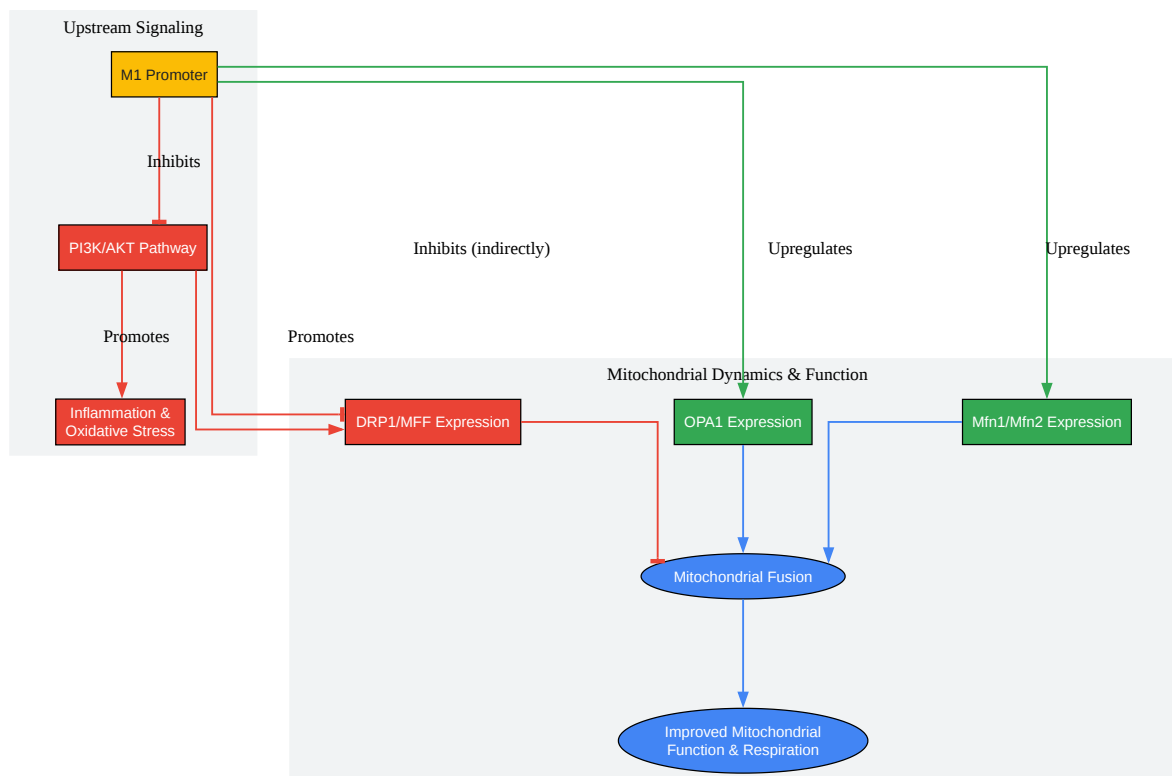 Upstream Signaling
M1 Promoter
Inhibits
PI3K/AKT Pathway
Inhibits (indirectly)
Upregulates
Upregulates
Promotes
Promotes
Mitochondrial Dynamics & Function
Inflammation &
Oxidative Stress
DRP1/MFF Expression
OPA1 Expression
Mfn1/Mfn2 Expression
Mitochondrial Fusion
Improved Mitochondrial
Function & Respiration